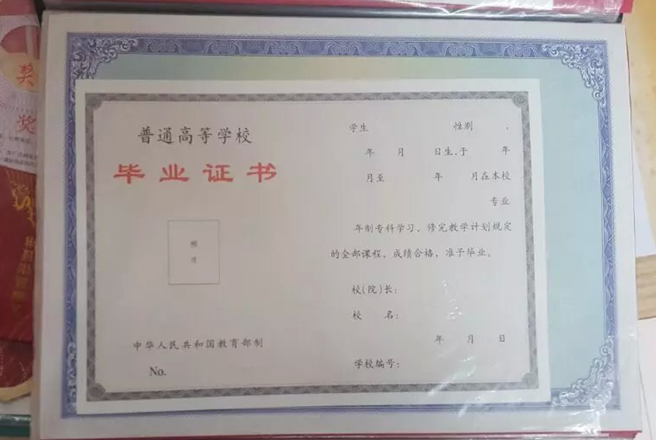 普通高等学校
毕业证书
照
片
中华人民共和国教育部制
No.
学生 性别 ,
年 月 日生,于 年
月至 年 月在本校
专业
年制专科学习,修完教学计划规定
的全部课程,成绩合格,准予毕业。
校(院)长:
校 名:
年 月 日
学校编号:
奖
奖